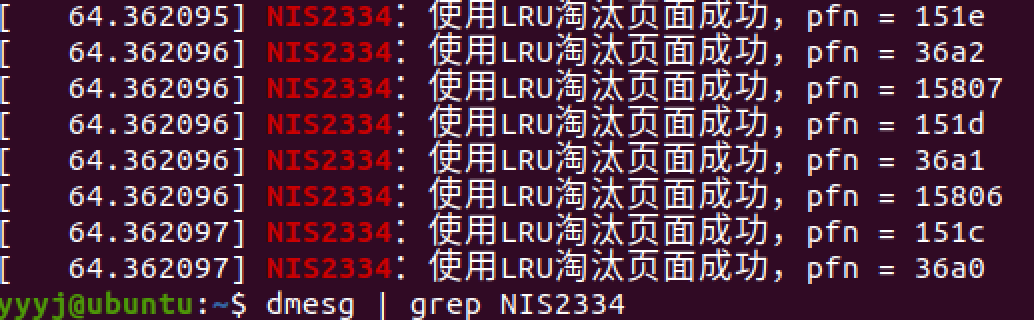 [   64.362095] NIS2334：使用LRU淘汰页面成功，pfn = 151e
[   64.362096] NIS2334：使用LRU淘汰页面成功，pfn = 36a2
[   64.362096] NIS2334：使用LRU淘汰页面成功，pfn = 15807
[   64.362096] NIS2334：使用LRU淘汰页面成功，pfn = 151d
[   64.362096] NIS2334：使用LRU淘汰页面成功，pfn = 36a1
[   64.362096] NIS2334：使用LRU淘汰页面成功，pfn = 15806
[   64.362097] NIS2334：使用LRU淘汰页面成功，pfn = 151c
[   64.362097] NIS2334：使用LRU淘汰页面成功，pfn = 36a0
yyyj@ubuntu:~$ dmesg | grep NIS2334